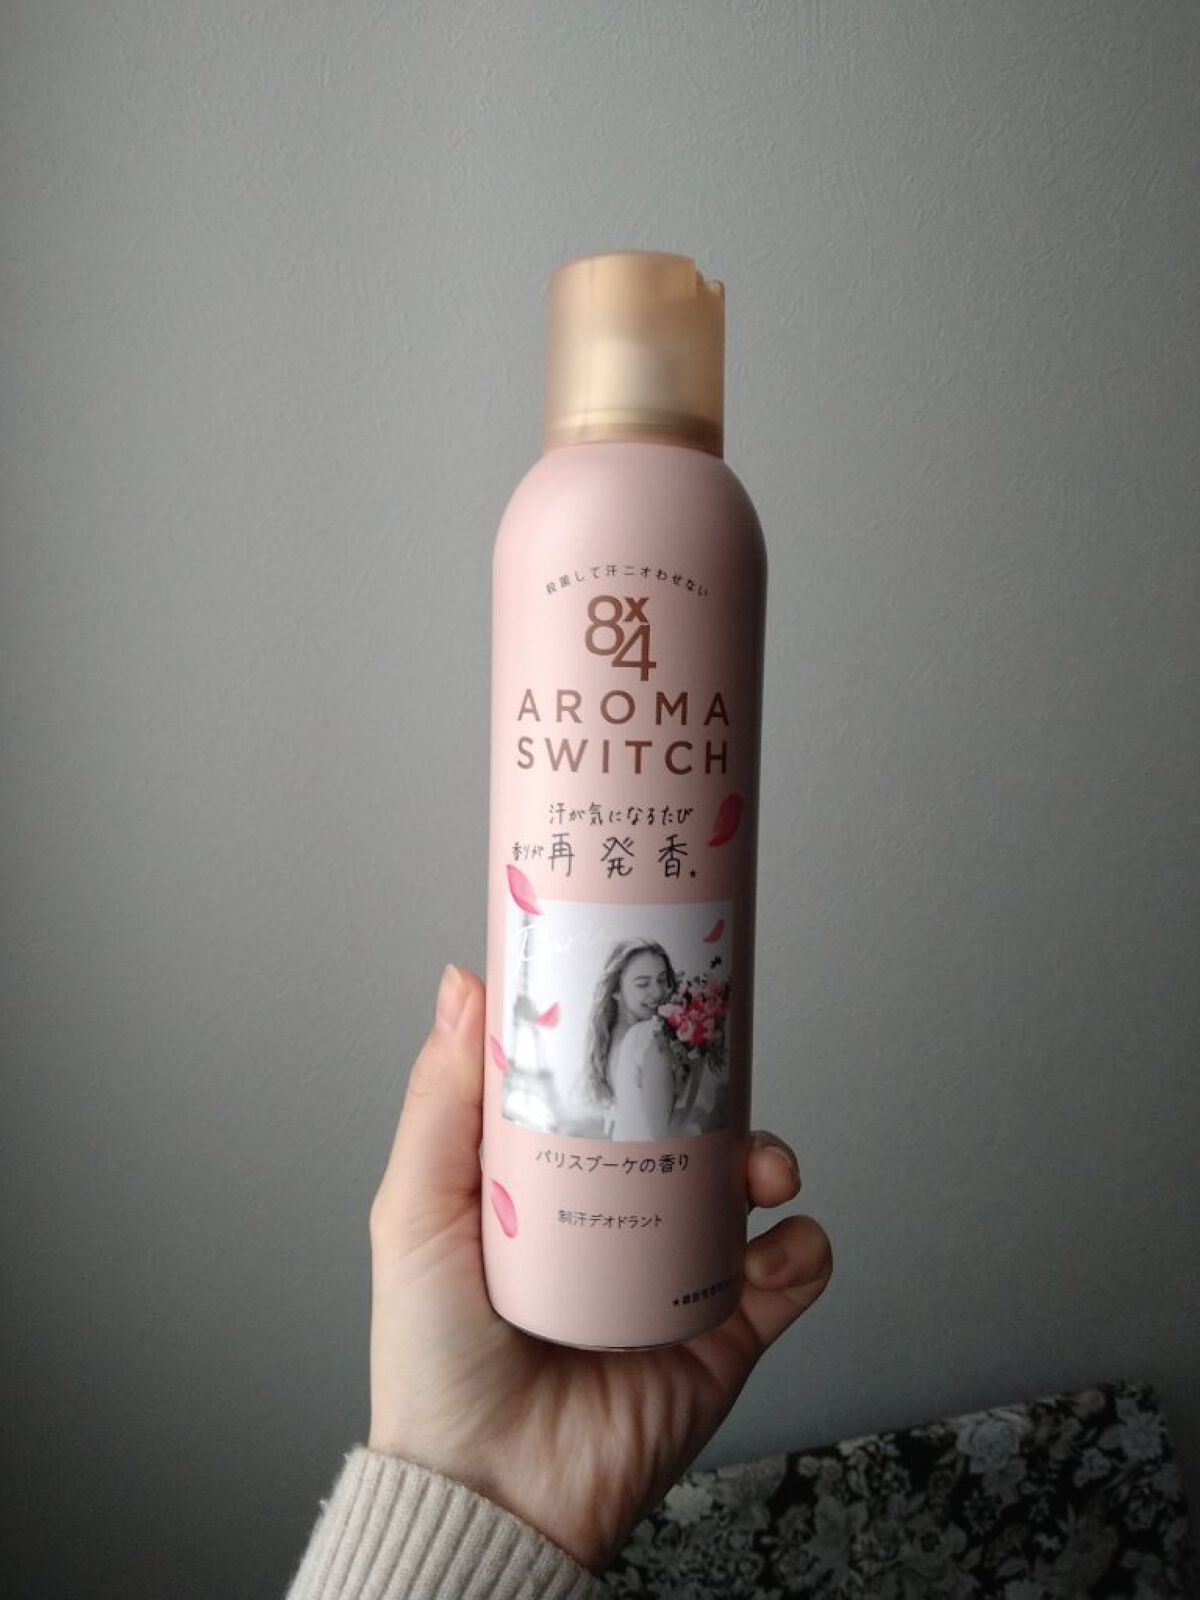 殺菌して汗ニオわせない
8x4
AROMA
SWITCH
汗が気になるたび
香りが再発香★
Paris
パリスブーケの香り
制汗デオドラント